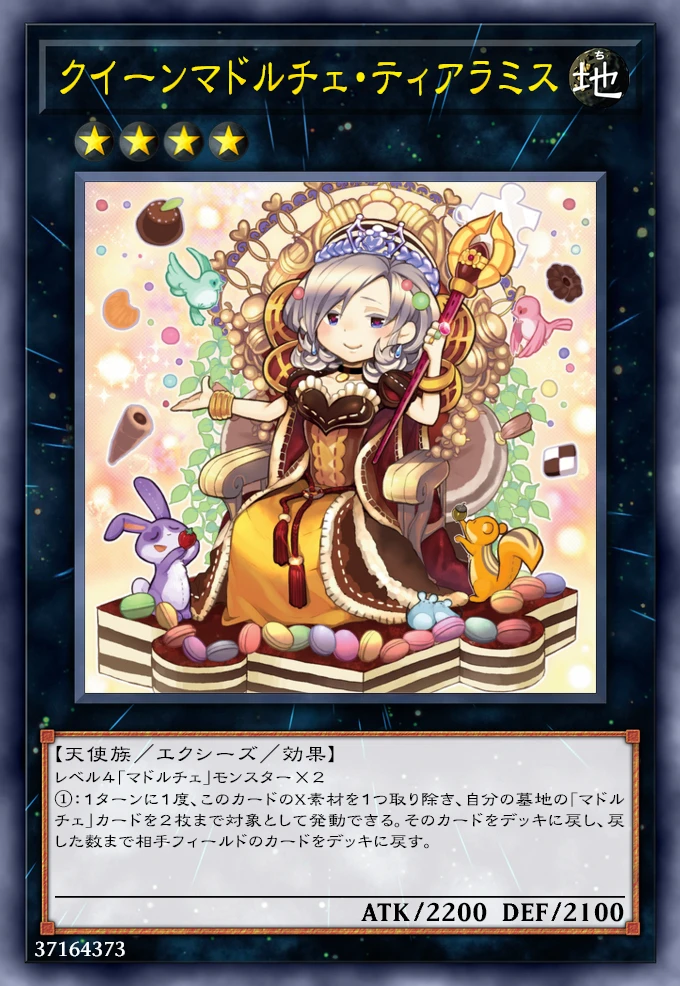 クイーンマドルチェ・ティアラミス
ち
地
【天使族／エクシーズ／効果】
レベル４「マドルチェ」モンスター×２
①：1ターンに1度、このカードのX素材を1つ取り除き、自分の墓地の「マドル
チェ」カードを2枚まで対象として発動できる。そのカードをデッキに戻し、戻
した数まで相手フィールドのカードをデッキに戻す。
ATK/2200 DEF/2100
37164373